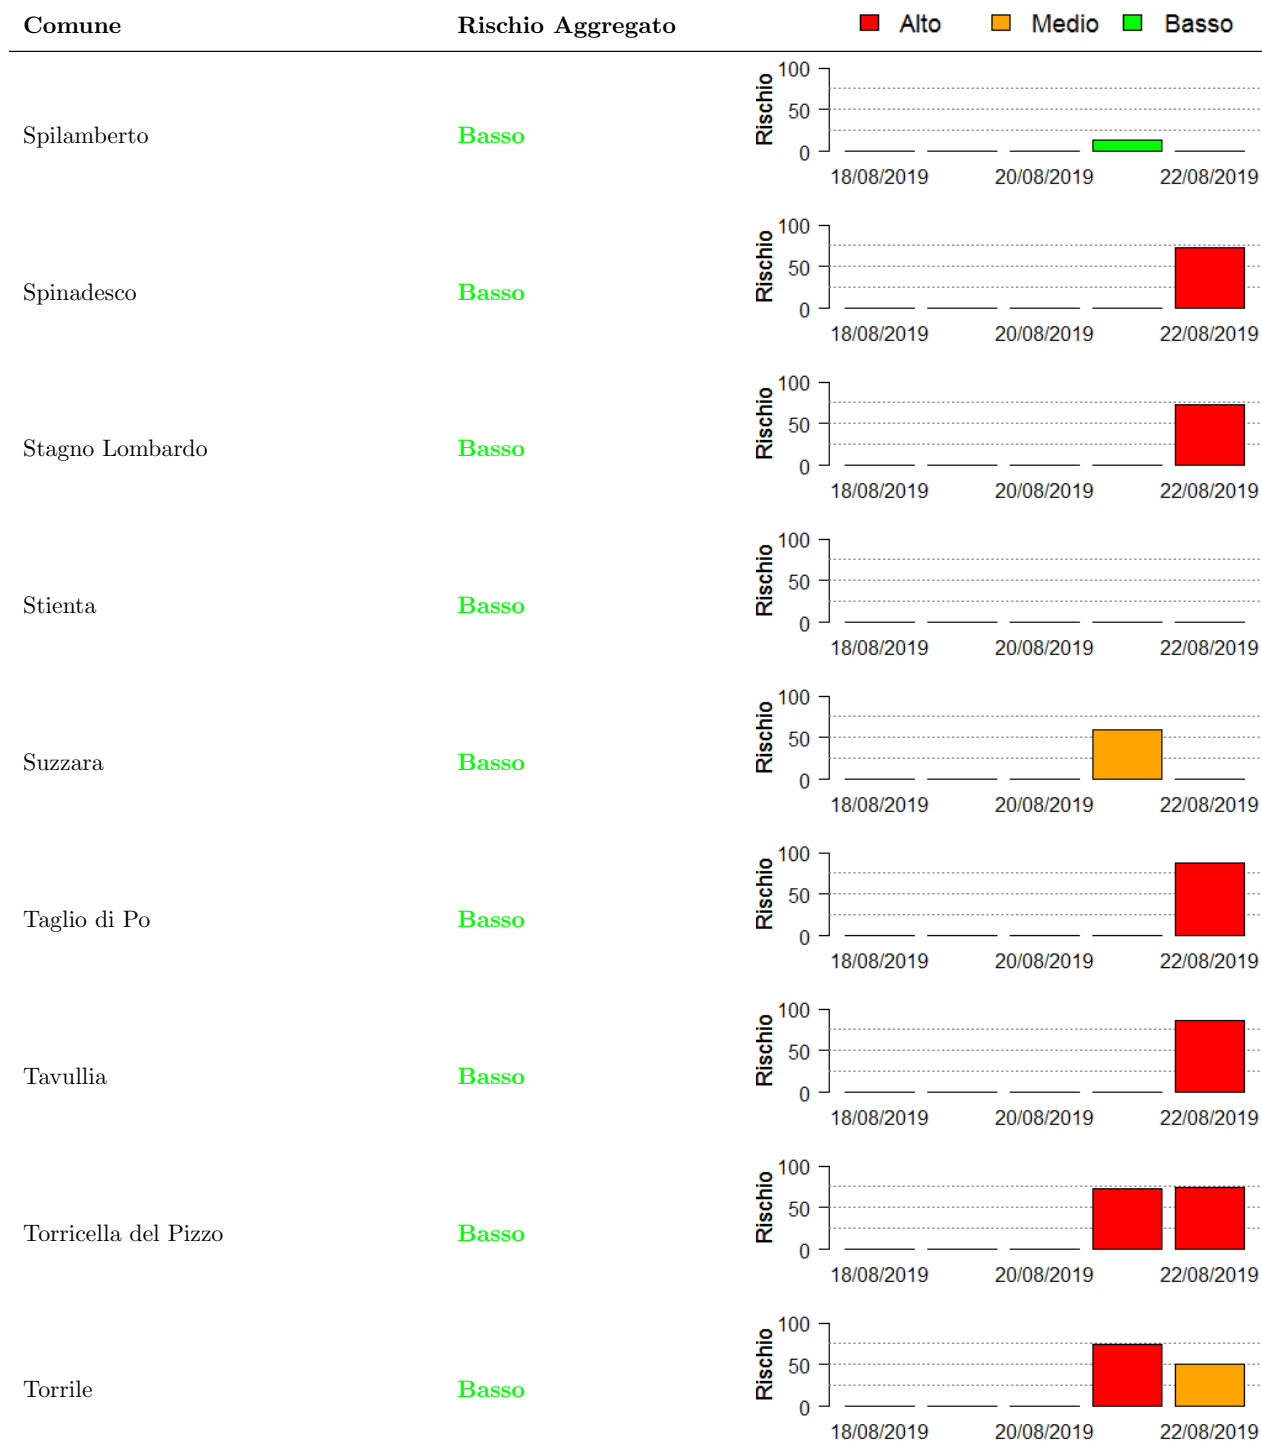 Comune Rischio Aggregato Alto Medio Basso
100
50
0
Rischio
Spilamberto Basso
18/08/2019 20/08/2019 22/08/2019
100
50
0
Rischio
Spinadesco Basso
18/08/2019 20/08/2019 22/08/2019
100
50
0
Rischio
Stagno Lombardo Basso
18/08/2019 20/08/2019 22/08/2019
100
50
0
Rischio
Stienta Basso
18/08/2019 20/08/2019 22/08/2019
100
50
0
Rischio
Suzzara Basso
18/08/2019 20/08/2019 22/08/2019
100
50
0
Rischio
Taglio di Po Basso
18/08/2019 20/08/2019 22/08/2019
100
50
0
Rischio
Tavullia Basso
18/08/2019 20/08/2019 22/08/2019
100
50
0
Rischio
Torricella del Pizzo Basso
18/08/2019 20/08/2019 22/08/2019
100
50
0
Rischio
Torrile Basso
18/08/2019 20/08/2019 22/08/2019